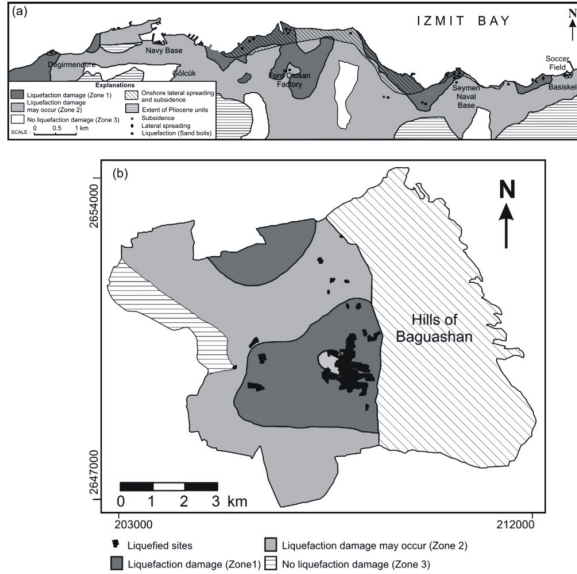 (a)
IZMIT BAY
N
Degirmendere
Navy Base
Gölcük
Ford Otosan
Factory
Seymen
Naval
Base
Soccer
Field
Basiskele
Explanations
Liquefaction damage (Zone 1)
Liquefaction damage
may occur (Zone 2)
No liquefaction damage (Zone 3)
SCALE 0 0.5 1 km
Onshore lateral spreading
and subsidence
Extent of Pliocene units
Subsidence
Lateral spreading
Liquefaction (Sand boils)
(b)
2654000
N
Hills of
Baguashan
2647000
0 1 2 3 km
203000 212000
Liquefied sites
Liquefaction damage may occur (Zone 2)
Liquefaction damage (Zone1)
No liquefaction damage (Zone 3)